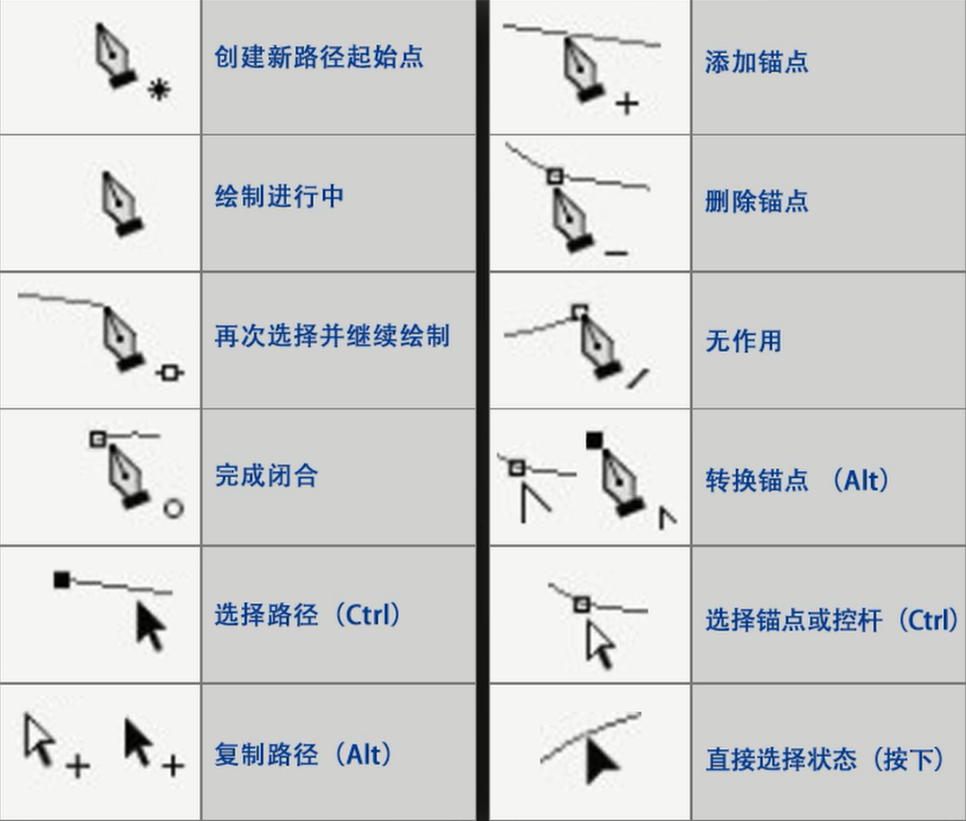 创建新路径起始点
添加锚点
绘制进行中
删除锚点
再次选择并继续绘制
无作用
完成闭合
转换锚点 （Alt）
选择路径（Ctrl）
选择锚点或控杆（Ctrl）
复制路径（Alt）
直接选择状态（按下）